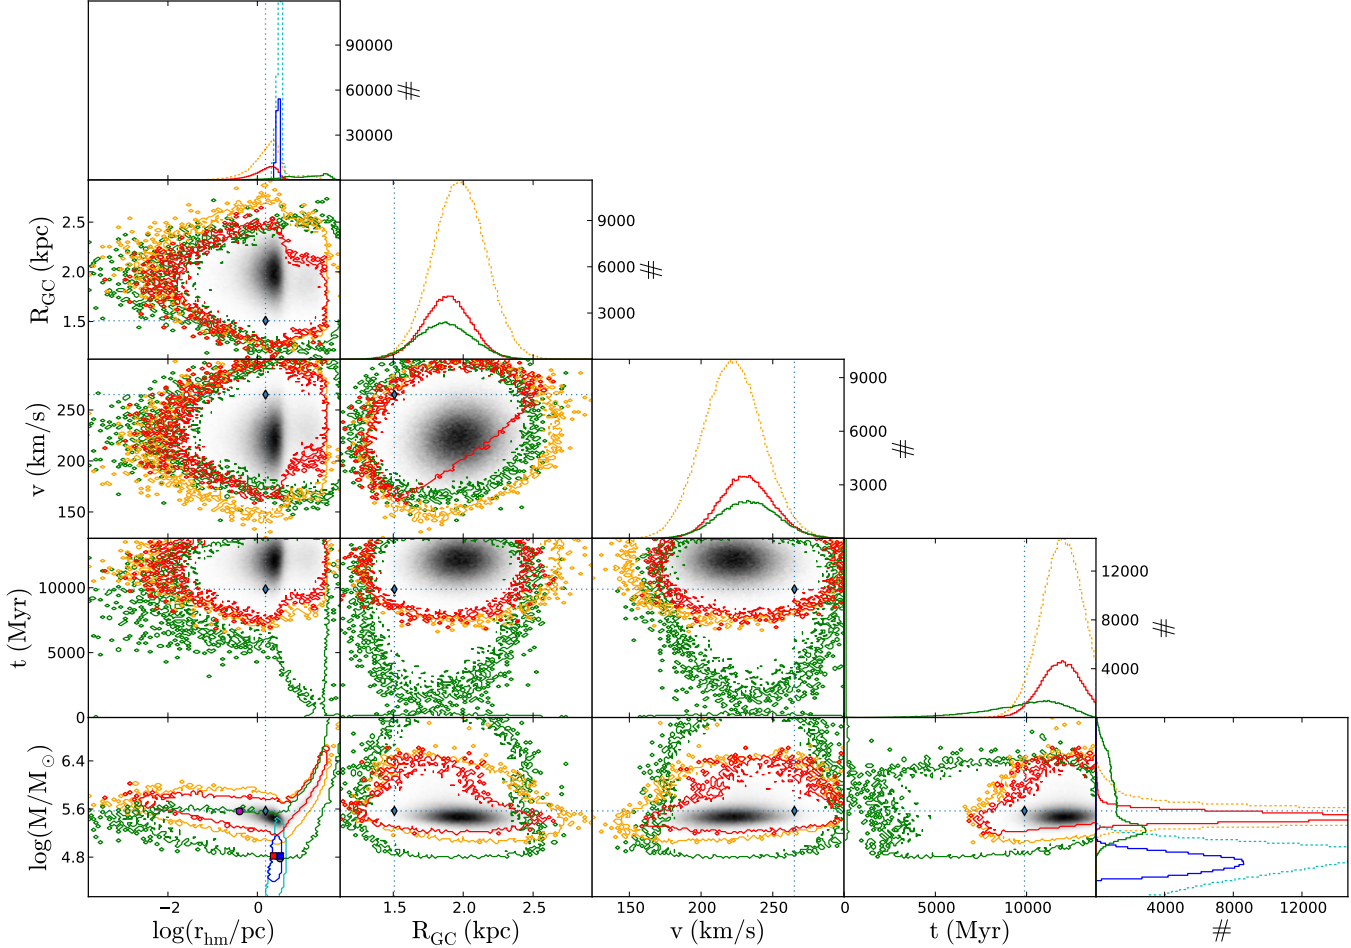 90000
60000 #
30000
2.5
2.0
1.5
R_GC (kpc)
9000
6000 #
3000
250
200
150
v (km/s)
9000
6000 #
3000
10000
5000
0
t (Myr)
12000
8000 #
4000
6.4
5.6
4.8
log(M/M⊙)
−2 0
1.5 2.0 2.5
150 200 250
0 5000 10000
4000 8000 12000
log(r_hm/pc)
R_GC (kpc)
v (km/s)
t (Myr)
#